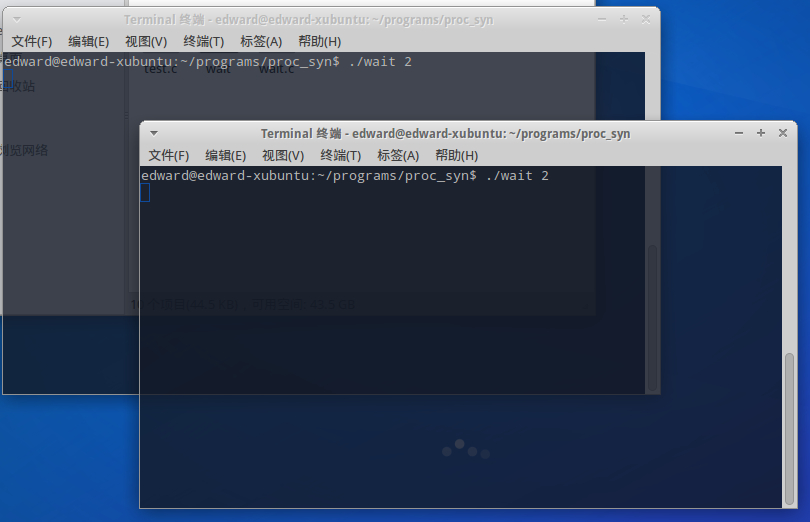 Terminal 终端 - edward@edward-xubuntu: ~/programs/proc_syn
文件(F) 编辑(E) 视图(V) 终端(T) 标签(A) 帮助(H)
edward@edward-xubuntu:~/programs/proc_syn$ ./wait 2
test.c wait wait.c
回收站
浏览网络
Terminal 终端 - edward@edward-xubuntu: ~/programs/proc_syn
文件(F) 编辑(E) 视图(V) 终端(T) 标签(A) 帮助(H)
edward@edward-xubuntu:~/programs/proc_syn$ ./wait 2